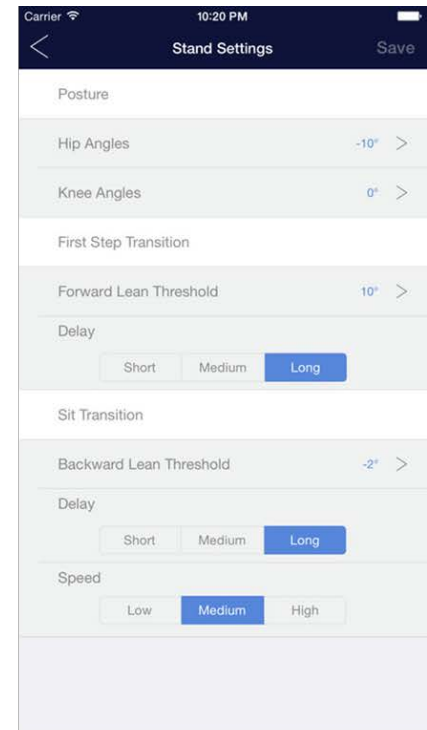 Carrier 10:20 PM
Stand Settings Save
Posture
Hip Angles -10°
Knee Angles 0°
First Step Transition
Forward Lean Threshold 10°
Delay
Short Medium Long
Sit Transition
Backward Lean Threshold -2°
Delay
Short Medium Long
Speed
Low Medium High